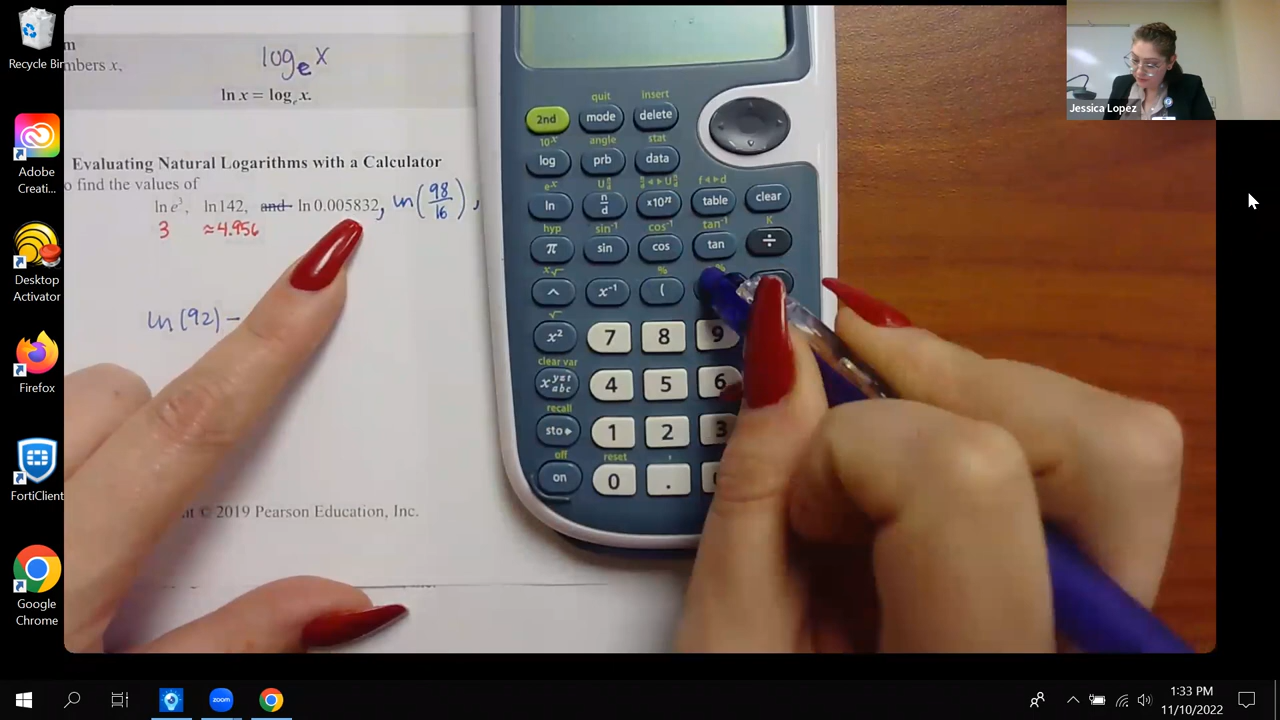 Recycle Bin
Adobe
Creati...
Desktop
Activator
Firefox
FortiClient
Google
Chrome
m
mbers x,
log_e x
ln x = log_e x.
Evaluating Natural Logarithms with a Calculator
o find the values of
ln e³, ln 142, and ln 0.005832, ln(98/16),
3 ≈4.956
ln(92) –
© 2019 Pearson Education, Inc.
quit insert
2nd mode delete
10^x angle stat
log prb data
e^x
ln n/d ×10ⁿ table clear
hyp sin⁻¹ cos⁻¹ tan⁻¹ K
π sin cos tan ÷
x√ %
^ x⁻¹ (
√
x² 7 8 9
clear var
x yzt abc 4 5 6
recall
sto▸ 1 2 3
off reset ,
on 0 .
f◄►d
Jessica Lopez
1:33 PM
11/10/2022
zoom